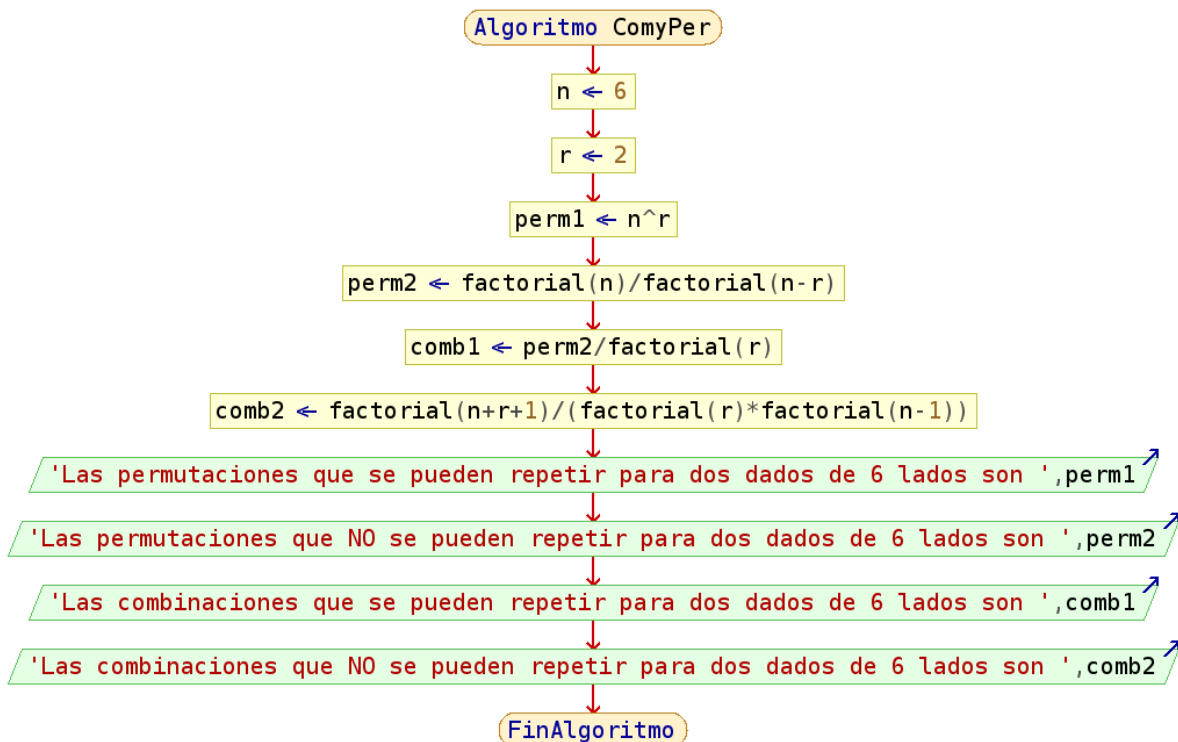 Algoritmo ComyPer
n ← 6
r ← 2
perm1 ← n^r
perm2 ← factorial(n)/factorial(n-r)
comb1 ← perm2/factorial(r)
comb2 ← factorial(n+r+1)/(factorial(r)*factorial(n-1))
'Las permutaciones que se pueden repetir para dos dados de 6 lados son ',perm1
'Las permutaciones que NO se pueden repetir para dos dados de 6 lados son ',perm2
'Las combinaciones que se pueden repetir para dos dados de 6 lados son ',comb1
'Las combinaciones que NO se pueden repetir para dos dados de 6 lados son ',comb2
FinAlgoritmo